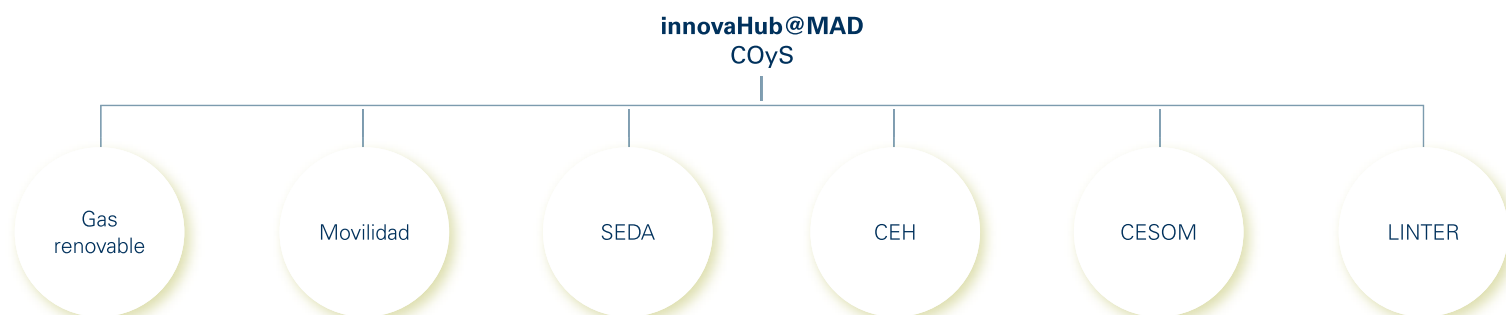 innovaHub@MAD
COyS
Gas
renovable
Movilidad
SEDA
CEH
CESOM
LINTER